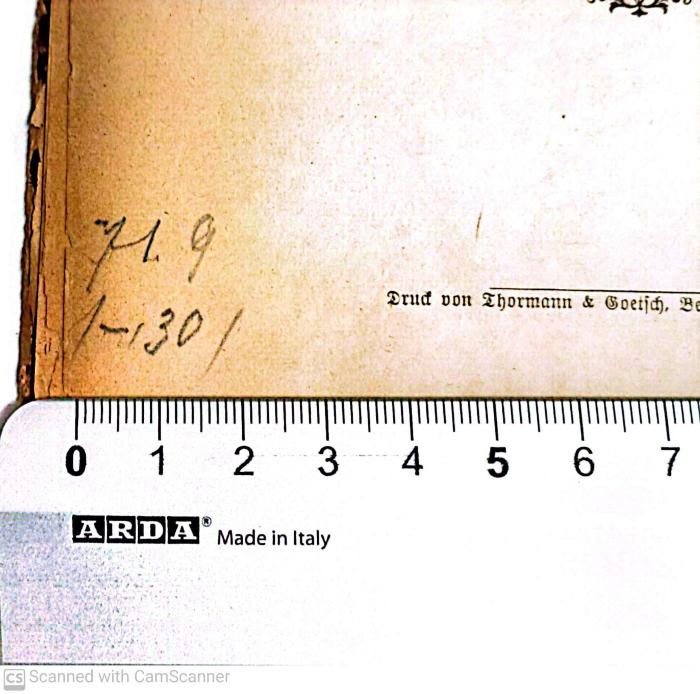 71. 9
1-1301
Druck von Thormann & Goetsch, Be
0 1 2 3 4 5 6 7
ARDA® Made in Italy
CS Scanned with CamScanner